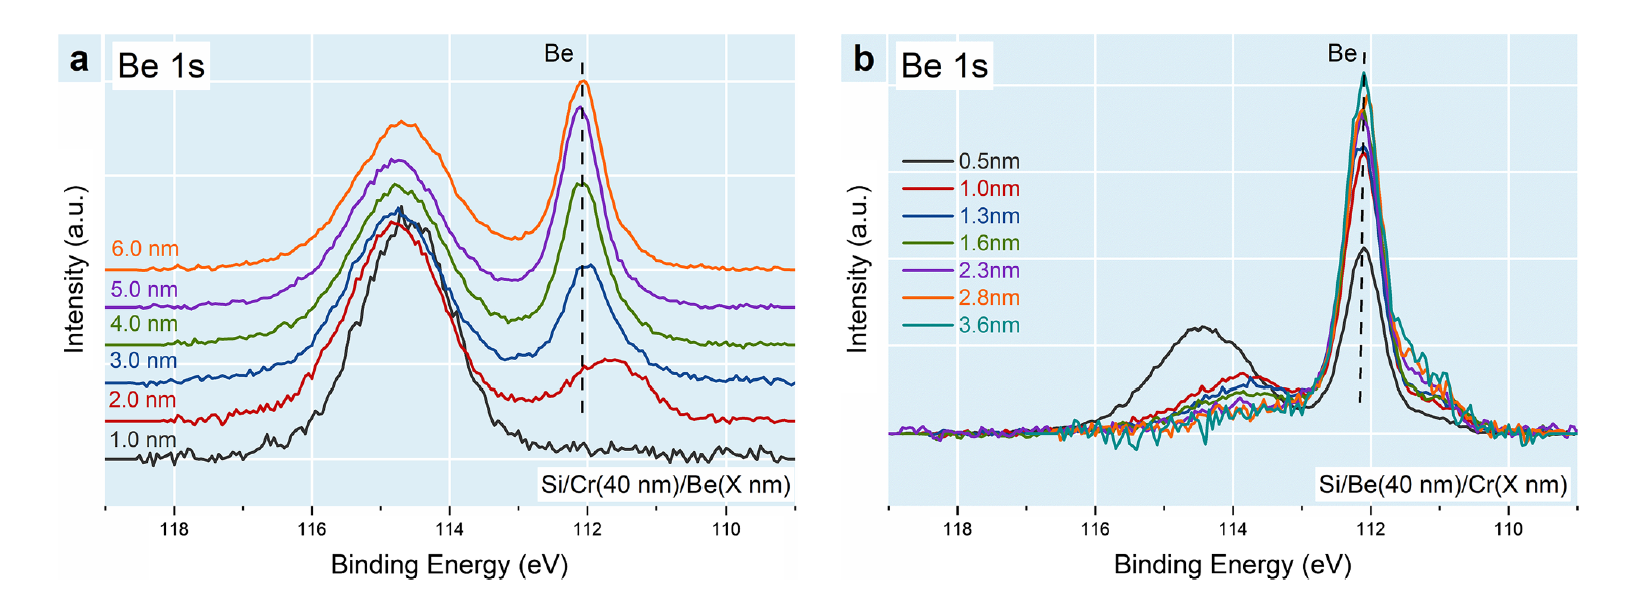 a
Be 1s
Be
Intensity (a.u.)
6.0 nm
5.0 nm
4.0 nm
3.0 nm
2.0 nm
1.0 nm
Si/Cr(40 nm)/Be(X nm)
118 116 114 112 110
Binding Energy (eV)
b
Be 1s
Be
Intensity (a.u.)
0.5nm
1.0nm
1.3nm
1.6nm
2.3nm
2.8nm
3.6nm
Si/Be(40 nm)/Cr(X nm)
118 116 114 112 110
Binding Energy (eV)